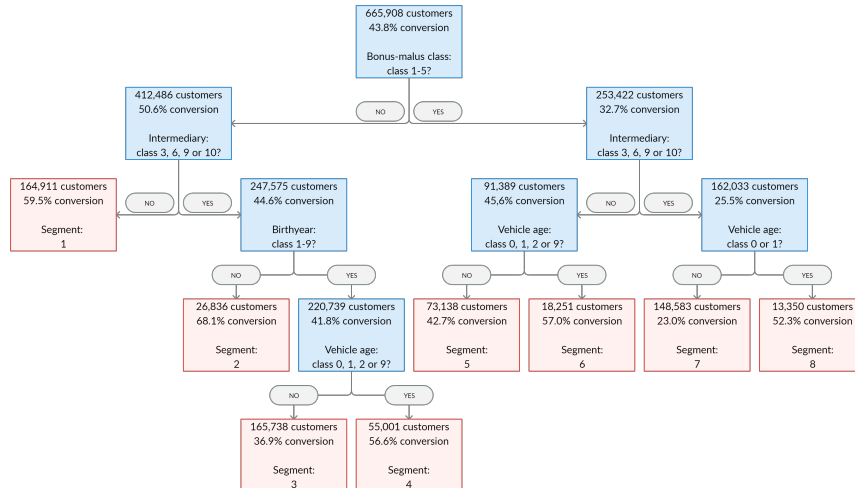 665,908 customers
43.8% conversion
Bonus-malus class:
class 1-5?
412,486 customers
50.6% conversion
Intermediary:
class 3, 6, 9 or 10?
NO
YES
253,422 customers
32.7% conversion
Intermediary:
class 3, 6, 9 or 10?
164,911 customers
59.5% conversion
Segment:
1
NO
YES
247,575 customers
44.6% conversion
Birthyear:
class 1-9?
91,389 customers
45,6% conversion
Vehicle age:
class 0, 1, 2 or 9?
NO
YES
162,033 customers
25.5% conversion
Vehicle age:
class 0 or 1?
NO
YES
NO
YES
NO
YES
26,836 customers
68.1% conversion
Segment:
2
220,739 customers
41.8% conversion
Vehicle age:
class 0, 1, 2 or 9?
73,138 customers
42.7% conversion
Segment:
5
18,251 customers
57.0% conversion
Segment:
6
148,583 customers
23.0% conversion
Segment:
7
13,350 customers
52.3% conversion
Segment:
8
NO
YES
165,738 customers
36.9% conversion
Segment:
3
55,001 customers
56.6% conversion
Segment:
4